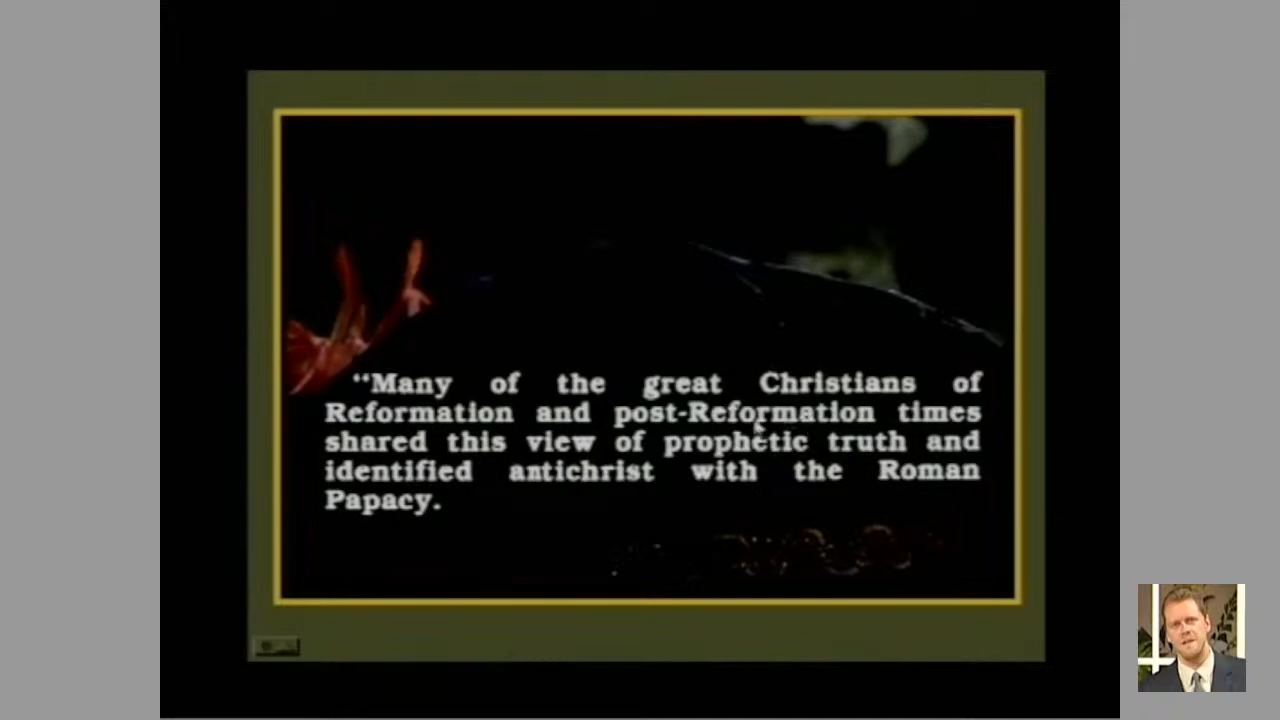 “Many of the great Christians of
Reformation and post-Reformation times
shared this view of prophetic truth and
identified antichrist with the Roman
Papacy.